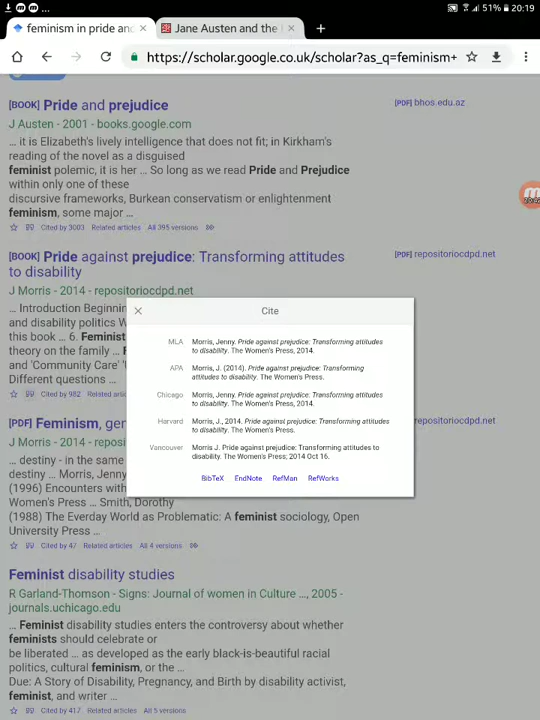 51% 20:19
feminism in pride and
Jane Austen and the
https://scholar.google.co.uk/scholar?as_q=feminism+
[BOOK] Pride and prejudice
[PDF] bhos.edu.az
J Austen - 2001 - books.google.com
... it is Elizabeth's lively intelligence that does not fit; in Kirkham's
reading of the novel as a disguised
feminist polemic, it is her ... So long as we read Pride and Prejudice
within only one of these
discursive frameworks, Burkean conservatism or enlightenment
feminism, some major ...
Cited by 3003 Related articles All 395 versions
[BOOK] Pride against prejudice: Transforming attitudes
to disability
[PDF] repositoriocdpd.net
J Morris - 2014 - repositoriocdpd.net
... Introduction Beginnin
and disability politics W
this book ... 6. Feminist
theory on the family ... F
and 'Community Care' '
Different questions ...
Cited by 982 Related arti
Cite
MLA Morris, Jenny. Pride against prejudice: Transforming attitudes
to disability. The Women's Press, 2014.
APA Morris, J. (2014). Pride against prejudice: Transforming
attitudes to disability. The Women's Press.
Chicago Morris, Jenny. Pride against prejudice: Transforming attitudes
to disability. The Women's Press, 2014.
Harvard Morris, J., 2014. Pride against prejudice: Transforming attitudes
to disability. The Women's Press.
Vancouver Morris J. Pride against prejudice: Transforming attitudes to
disability. The Women's Press; 2014 Oct 16.
BibTeX EndNote RefMan RefWorks
[PDF] Feminism, gen
repositoriocdpd.net
J Morris - 2014 - reposi
... destiny - in the same
destiny ... Morris, Jenny
(1996) Encounters with
Women's Press ... Smith, Dorothy
(1988) The Everday World as Problematic: A feminist sociology, Open
University Press ...
Cited by 47 Related articles All 4 versions
Feminist disability studies
R Garland-Thomson - Signs: Journal of women in Culture ..., 2005 -
journals.uchicago.edu
... Feminist disability studies enters the controversy about whether
feminists should celebrate or
be liberated ... as developed as the early black-is-beautiful racial
politics, cultural feminism, or the ...
Due: A Story of Disability, Pregnancy, and Birth by disability activist,
feminist, and writer ...
Cited by 417 Related articles All 5 versions